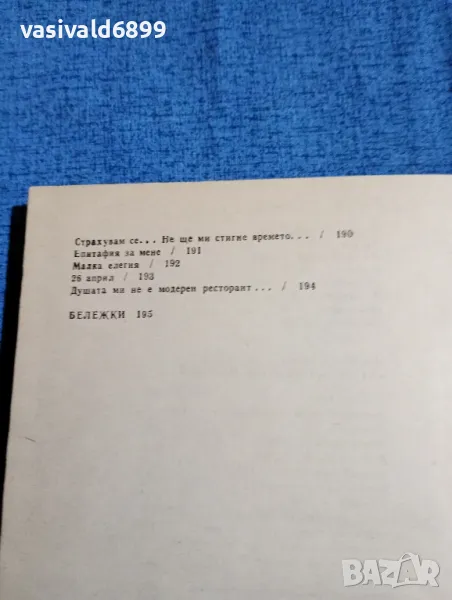 vasivald6899
Страхувам се... Не ще ми стигне времето... / 190
Епитафия за мене / 191
Малка елегия / 192
26 април / 193
Душата ми не е модерен ресторант... / 194
БЕЛЕЖКИ 195
BAZAR